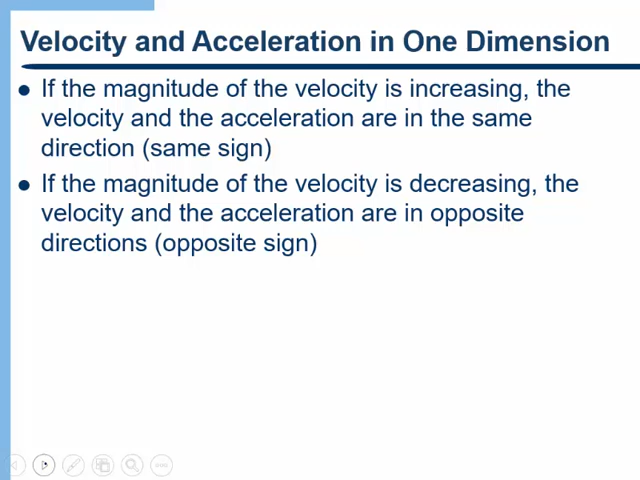 Velocity and Acceleration in One Dimension
● If the magnitude of the velocity is increasing, the
velocity and the acceleration are in the same
direction (same sign)
● If the magnitude of the velocity is decreasing, the
velocity and the acceleration are in opposite
directions (opposite sign)